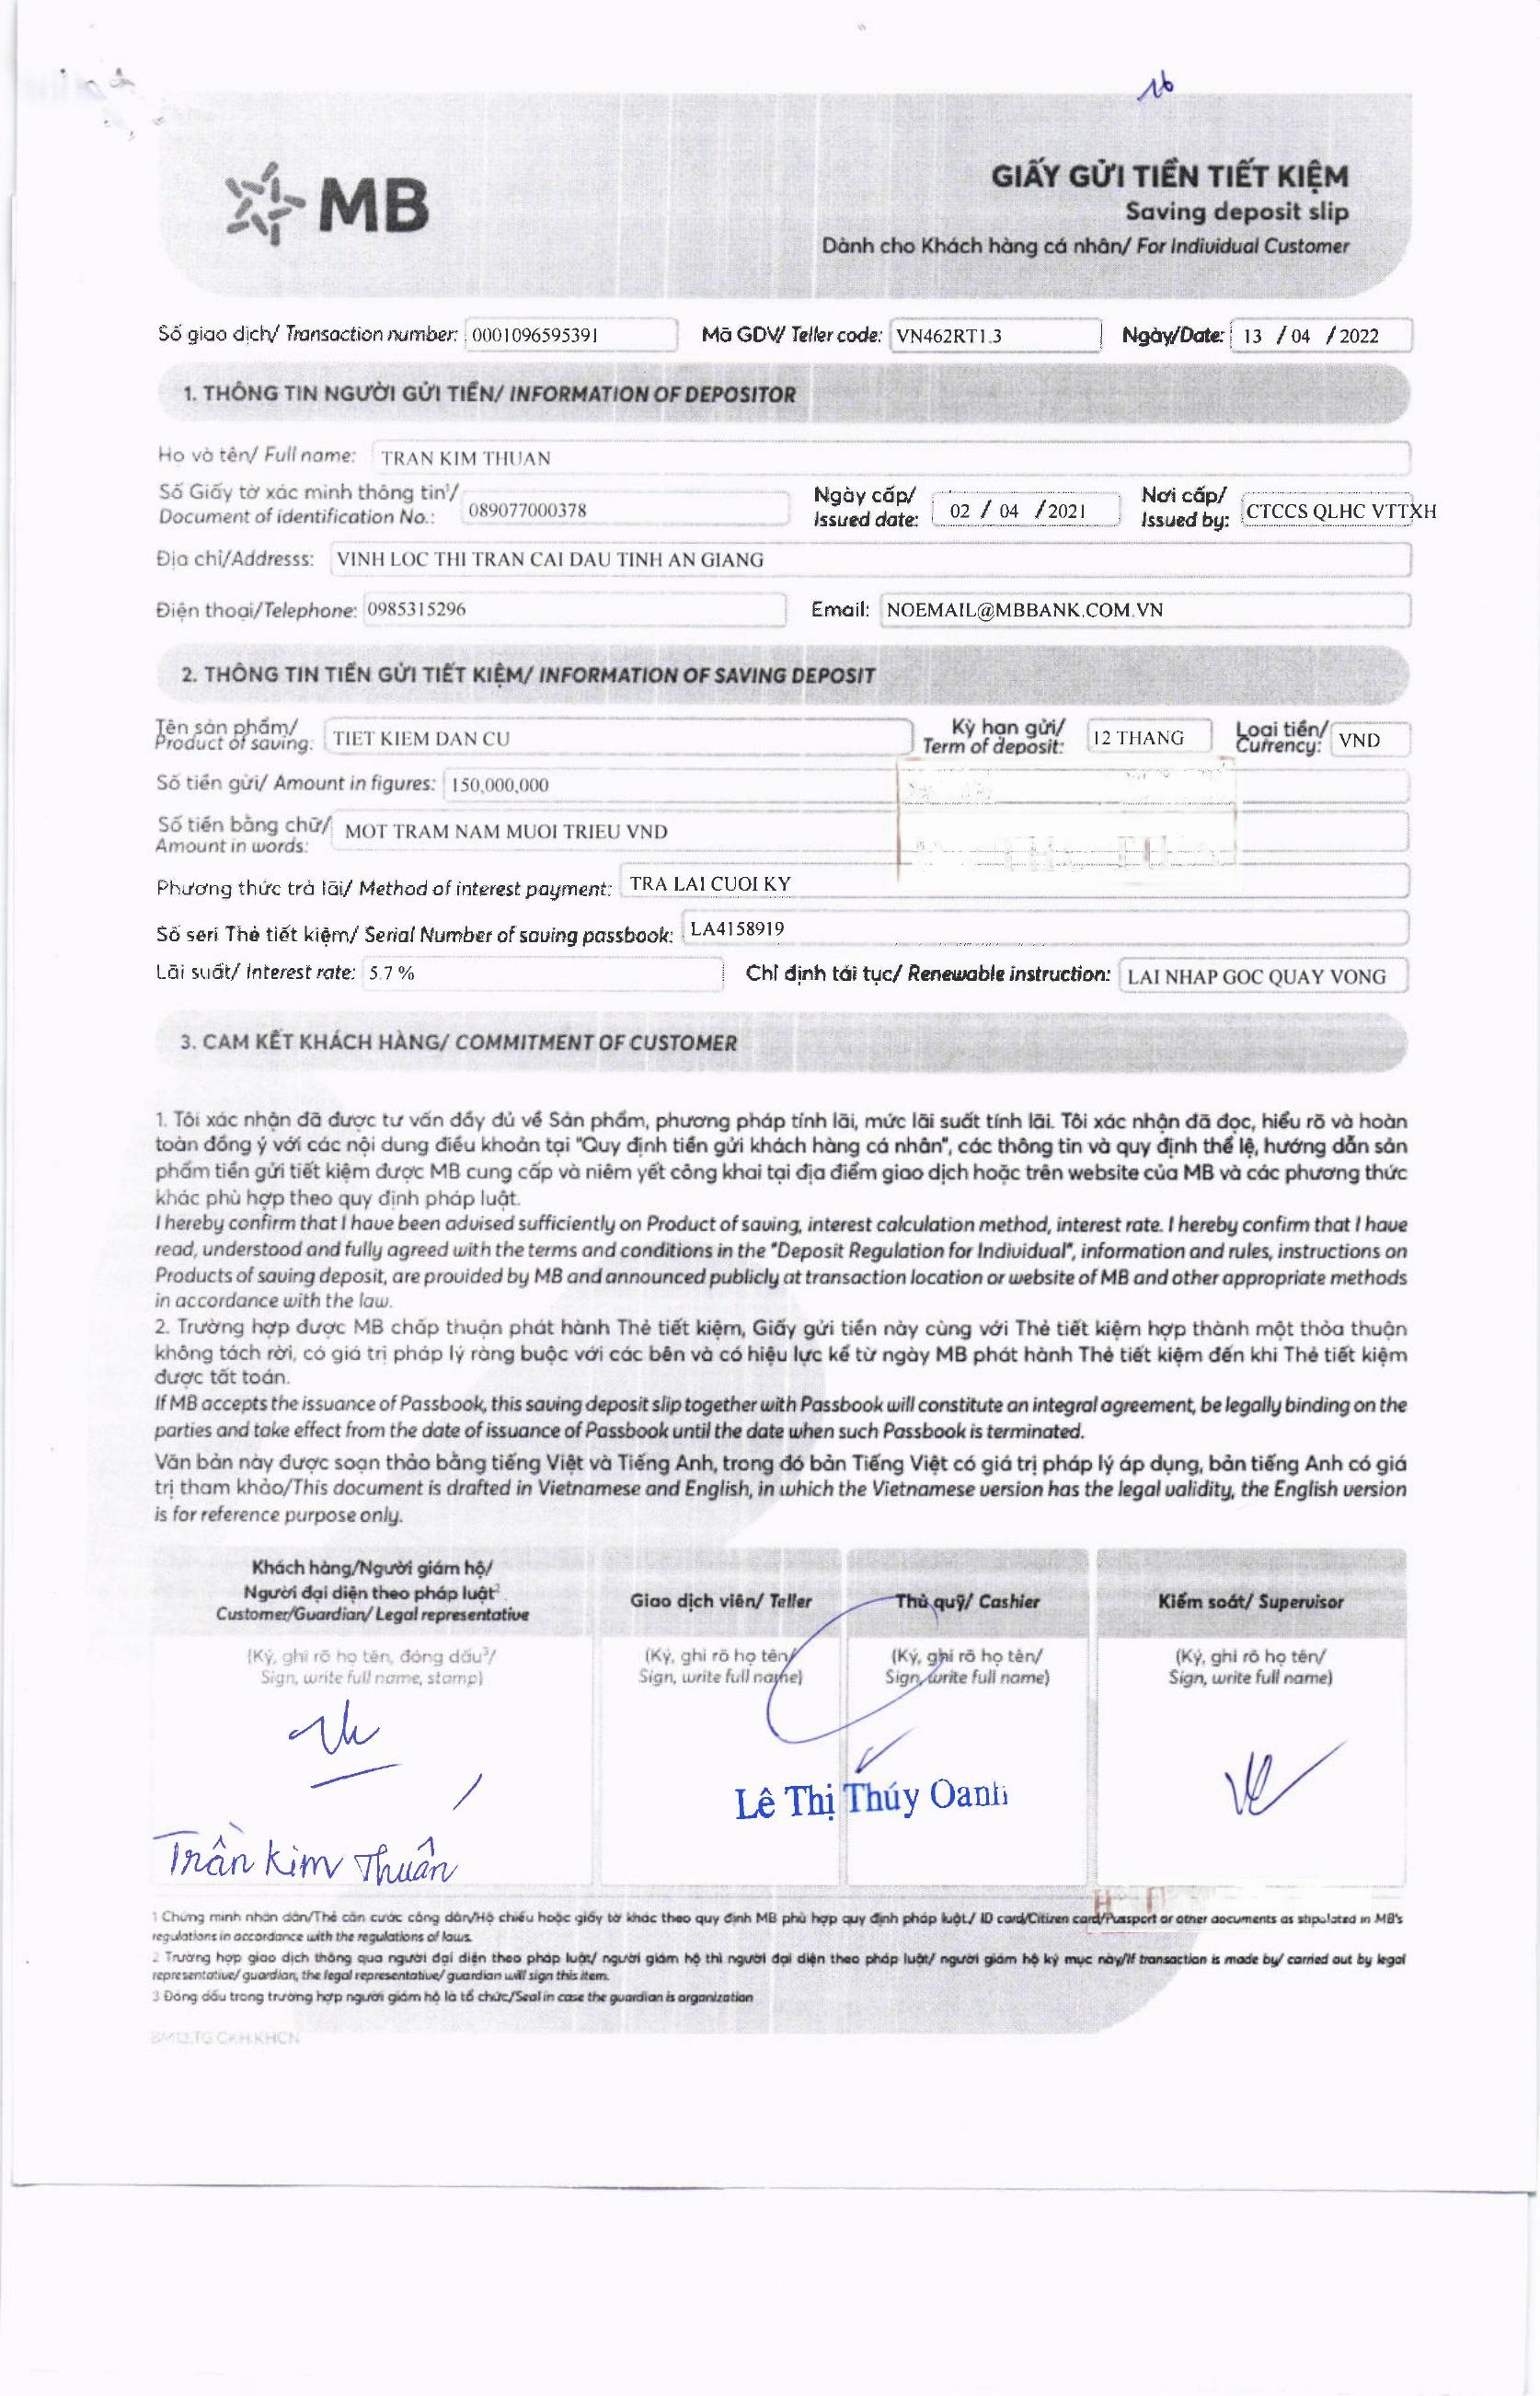 16
MB
GIẤY GỬI TIỀN TIẾT KIỆM
Saving deposit slip
Dành cho Khách hàng cá nhân/ For Individual Customer
Số giao dịch/ Transaction number: 0001096595391 Mã GDV/ Teller code: VN462RT1.3 Ngày/Date: 13 / 04 / 2022
1. THÔNG TIN NGƯỜI GỬI TIỀN/ INFORMATION OF DEPOSITOR
Họ và tên/ Full name: TRAN KIM THUAN
Số Giấy tờ xác minh thông tin¹/ Document of identification No.: 089077000378 Ngày cấp/ Issued date: 02 / 04 / 2021 Nơi cấp/ Issued by: CTCCS QLHC VTTXH
Địa chỉ/Addresss: VINH LOC THI TRAN CAI DAU TINH AN GIANG
Điện thoại/Telephone: 0985315296 Email: NOEMAIL@MBBANK.COM.VN
2. THÔNG TIN TIỀN GỬI TIẾT KIỆM/ INFORMATION OF SAVING DEPOSIT
Tên sản phẩm/ Product of saving: TIET KIEM DAN CU Kỳ hạn gửi/ Term of deposit: 12 THANG Loại tiền/ Currency: VND
Số tiền gửi/ Amount in figures: 150,000,000
Số tiền bằng chữ/ Amount in words: MOT TRAM NAM MUOI TRIEU VND
Phương thức trả lãi/ Method of interest payment: TRA LAI CUOI KY
Số seri Thẻ tiết kiệm/ Serial Number of saving passbook: LA4158919
Lãi suất/ Interest rate: 5.7 % Chỉ định tái tục/ Renewable instruction: LAI NHAP GOC QUAY VONG
3. CAM KẾT KHÁCH HÀNG/ COMMITMENT OF CUSTOMER
1. Tôi xác nhận đã được tư vấn đầy đủ về Sản phẩm, phương pháp tính lãi, mức lãi suất tính lãi. Tôi xác nhận đã đọc, hiểu rõ và hoàn
toàn đồng ý với các nội dung điều khoản tại "Quy định tiền gửi khách hàng cá nhân", các thông tin và quy định thể lệ, hướng dẫn sản
phẩm tiền gửi tiết kiệm được MB cung cấp và niêm yết công khai tại địa điểm giao dịch hoặc trên website của MB và các phương thức
khác phù hợp theo quy định pháp luật.
I hereby confirm that I have been advised sufficiently on Product of saving, interest calculation method, interest rate. I hereby confirm that I have
read, understood and fully agreed with the terms and conditions in the "Deposit Regulation for Individual", information and rules, instructions on
Products of saving deposit, are provided by MB and announced publicly at transaction location or website of MB and other appropriate methods
in accordance with the law.
2. Trường hợp được MB chấp thuận phát hành Thẻ tiết kiệm, Giấy gửi tiền này cùng với Thẻ tiết kiệm hợp thành một thỏa thuận
không tách rời, có giá trị pháp lý ràng buộc với các bên và có hiệu lực kể từ ngày MB phát hành Thẻ tiết kiệm đến khi Thẻ tiết kiệm
được tất toán.
If MB accepts the issuance of Passbook, this saving deposit slip together with Passbook will constitute an integral agreement, be legally binding on the
parties and take effect from the date of issuance of Passbook until the date when such Passbook is terminated.
Văn bản này được soạn thảo bằng tiếng Việt và Tiếng Anh, trong đó bản Tiếng Việt có giá trị pháp lý áp dụng, bản tiếng Anh có giá
trị tham khảo/This document is drafted in Vietnamese and English, in which the Vietnamese version has the legal validity, the English version
is for reference purpose only.
Khách hàng/Người giám hộ/
Người đại diện theo pháp luật²
Customer/Guardian/ Legal representative
Giao dịch viên/ Teller
Thủ quỹ/ Cashier
Kiểm soát/ Supervisor
(Ký, ghi rõ họ tên, đóng dấu³/
Sign, write full name, stamp)
(Ký, ghi rõ họ tên/
Sign, write full name)
(Ký, ghi rõ họ tên/
Sign, write full name)
(Ký, ghi rõ họ tên/
Sign, write full name)
Lê Thị Thúy Oanh
Trần Kim Thuân
1 Chứng minh nhân dân/Thẻ căn cước công dân/Hộ chiếu hoặc giấy tờ khác theo quy định MB phù hợp quy định pháp luật./ ID card/Citizen card/Passport or other documents as stipulated in MB's
regulations in accordance with the regulations of laws.
2 Trường hợp giao dịch thông qua người đại diện theo pháp luật/ người giám hộ thì người đại diện theo pháp luật/ người giám hộ ký mục này/If transaction is made by/ carried out by legal
representative/ guardian, the legal representative/ guardian will sign this item.
3 Đóng dấu trong trường hợp người giám hộ là tổ chức/Seal in case the guardian is organization
BM12.TG CKH.KHCN